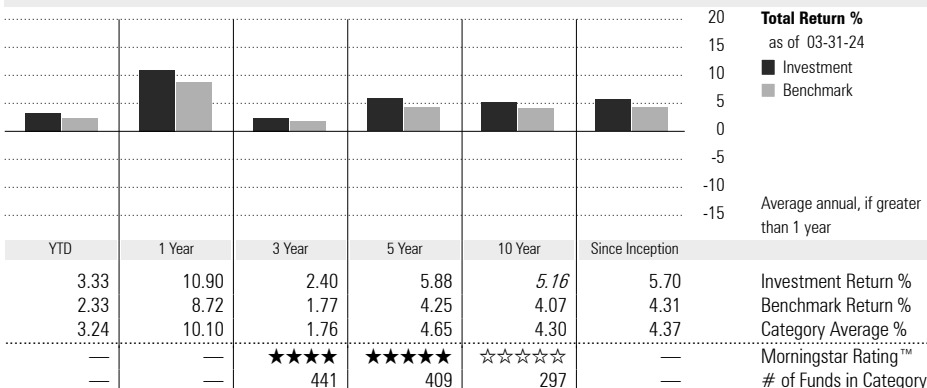 20
15
10
5
0
-5
-10
-15
Total Return %
as of 03-31-24
Investment
Benchmark
Average annual, if greater
than 1 year
YTD 1 Year 3 Year 5 Year 10 Year Since Inception
3.33 10.90 2.40 5.88 5.16 5.70 Investment Return %
2.33 8.72 1.77 4.25 4.07 4.31 Benchmark Return %
3.24 10.10 1.76 4.65 4.30 4.37 Category Average %
— — ★★★★ ★★★★★ ☆☆☆☆☆ — Morningstar Rating™
— — 441 409 297 — # of Funds in Category